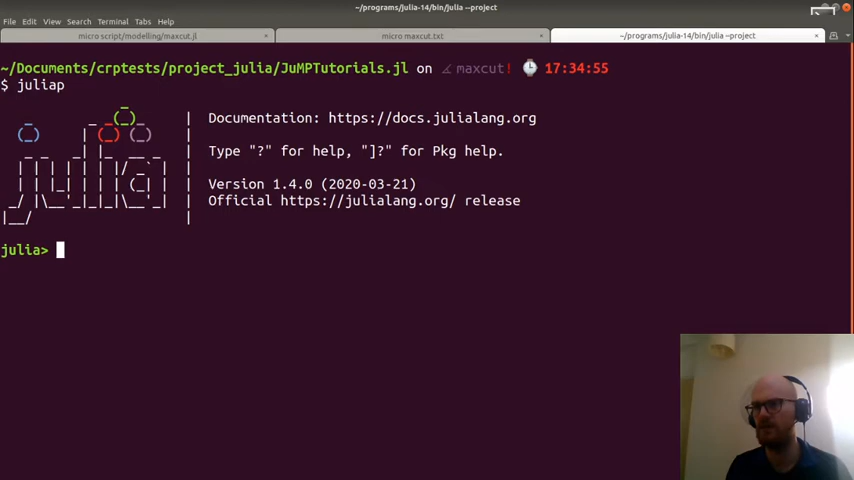 ~/programs/julia-14/bin/julia --project
File Edit View Search Terminal Tabs Help
micro script/modelling/maxcut.jl × micro maxcut.txt × ~/programs/julia-14/bin/julia --project ×
~/Documents/crptests/project_julia/JuMPTutorials.jl on maxcut! 17:34:55
$ juliap
Documentation: https://docs.julialang.org
Type "?" for help, "]?" for Pkg help.
Version 1.4.0 (2020-03-21)
Official https://julialang.org/ release
julia>